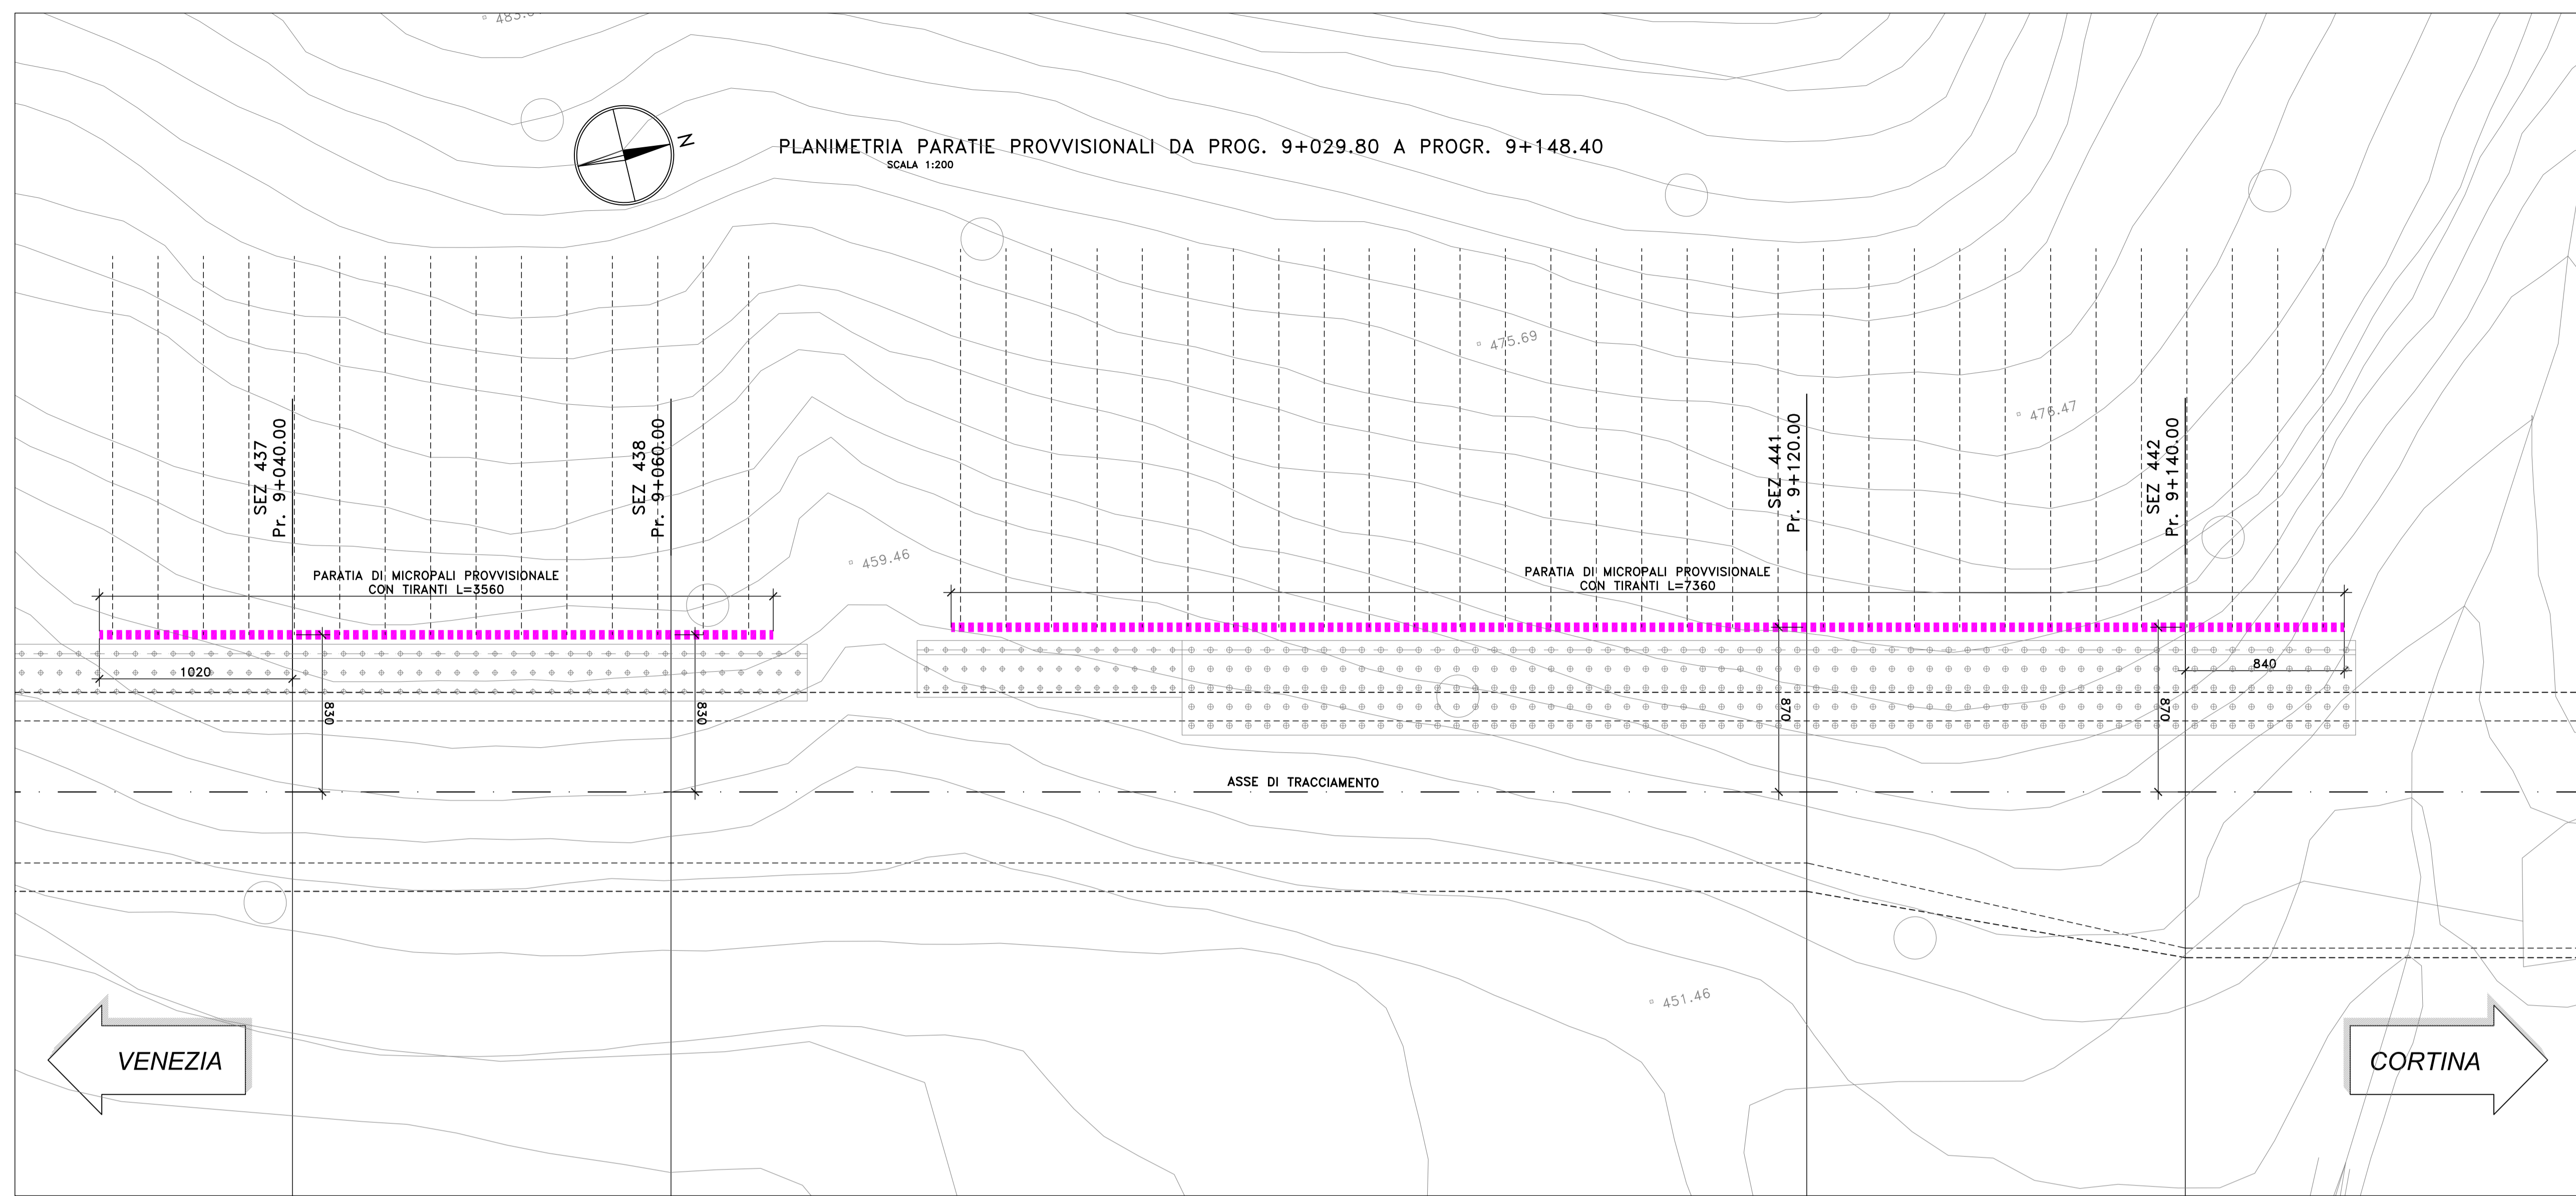 N
PLANIMETRIA PARATIE PROVVISIONALI DA PROG. 9+029.80 A PROGR. 9+148.40
SCALA 1:200
475.69
476.47
SEZ 437
Pr. 9+040.00
SEZ 438
Pr. 9+060.00
SEZ 441
Pr. 9+120.00
SEZ 442
Pr. 9+140.00
459.46
PARATIA DI MICROPALI PROVVISIONALE
CON TIRANTI L=3560
PARATIA DI MICROPALI PROVVISIONALE
CON TIRANTI L=7360
1020
840
830
830
870
870
ASSE DI TRACCIAMENTO
451.46
VENEZIA
CORTINA